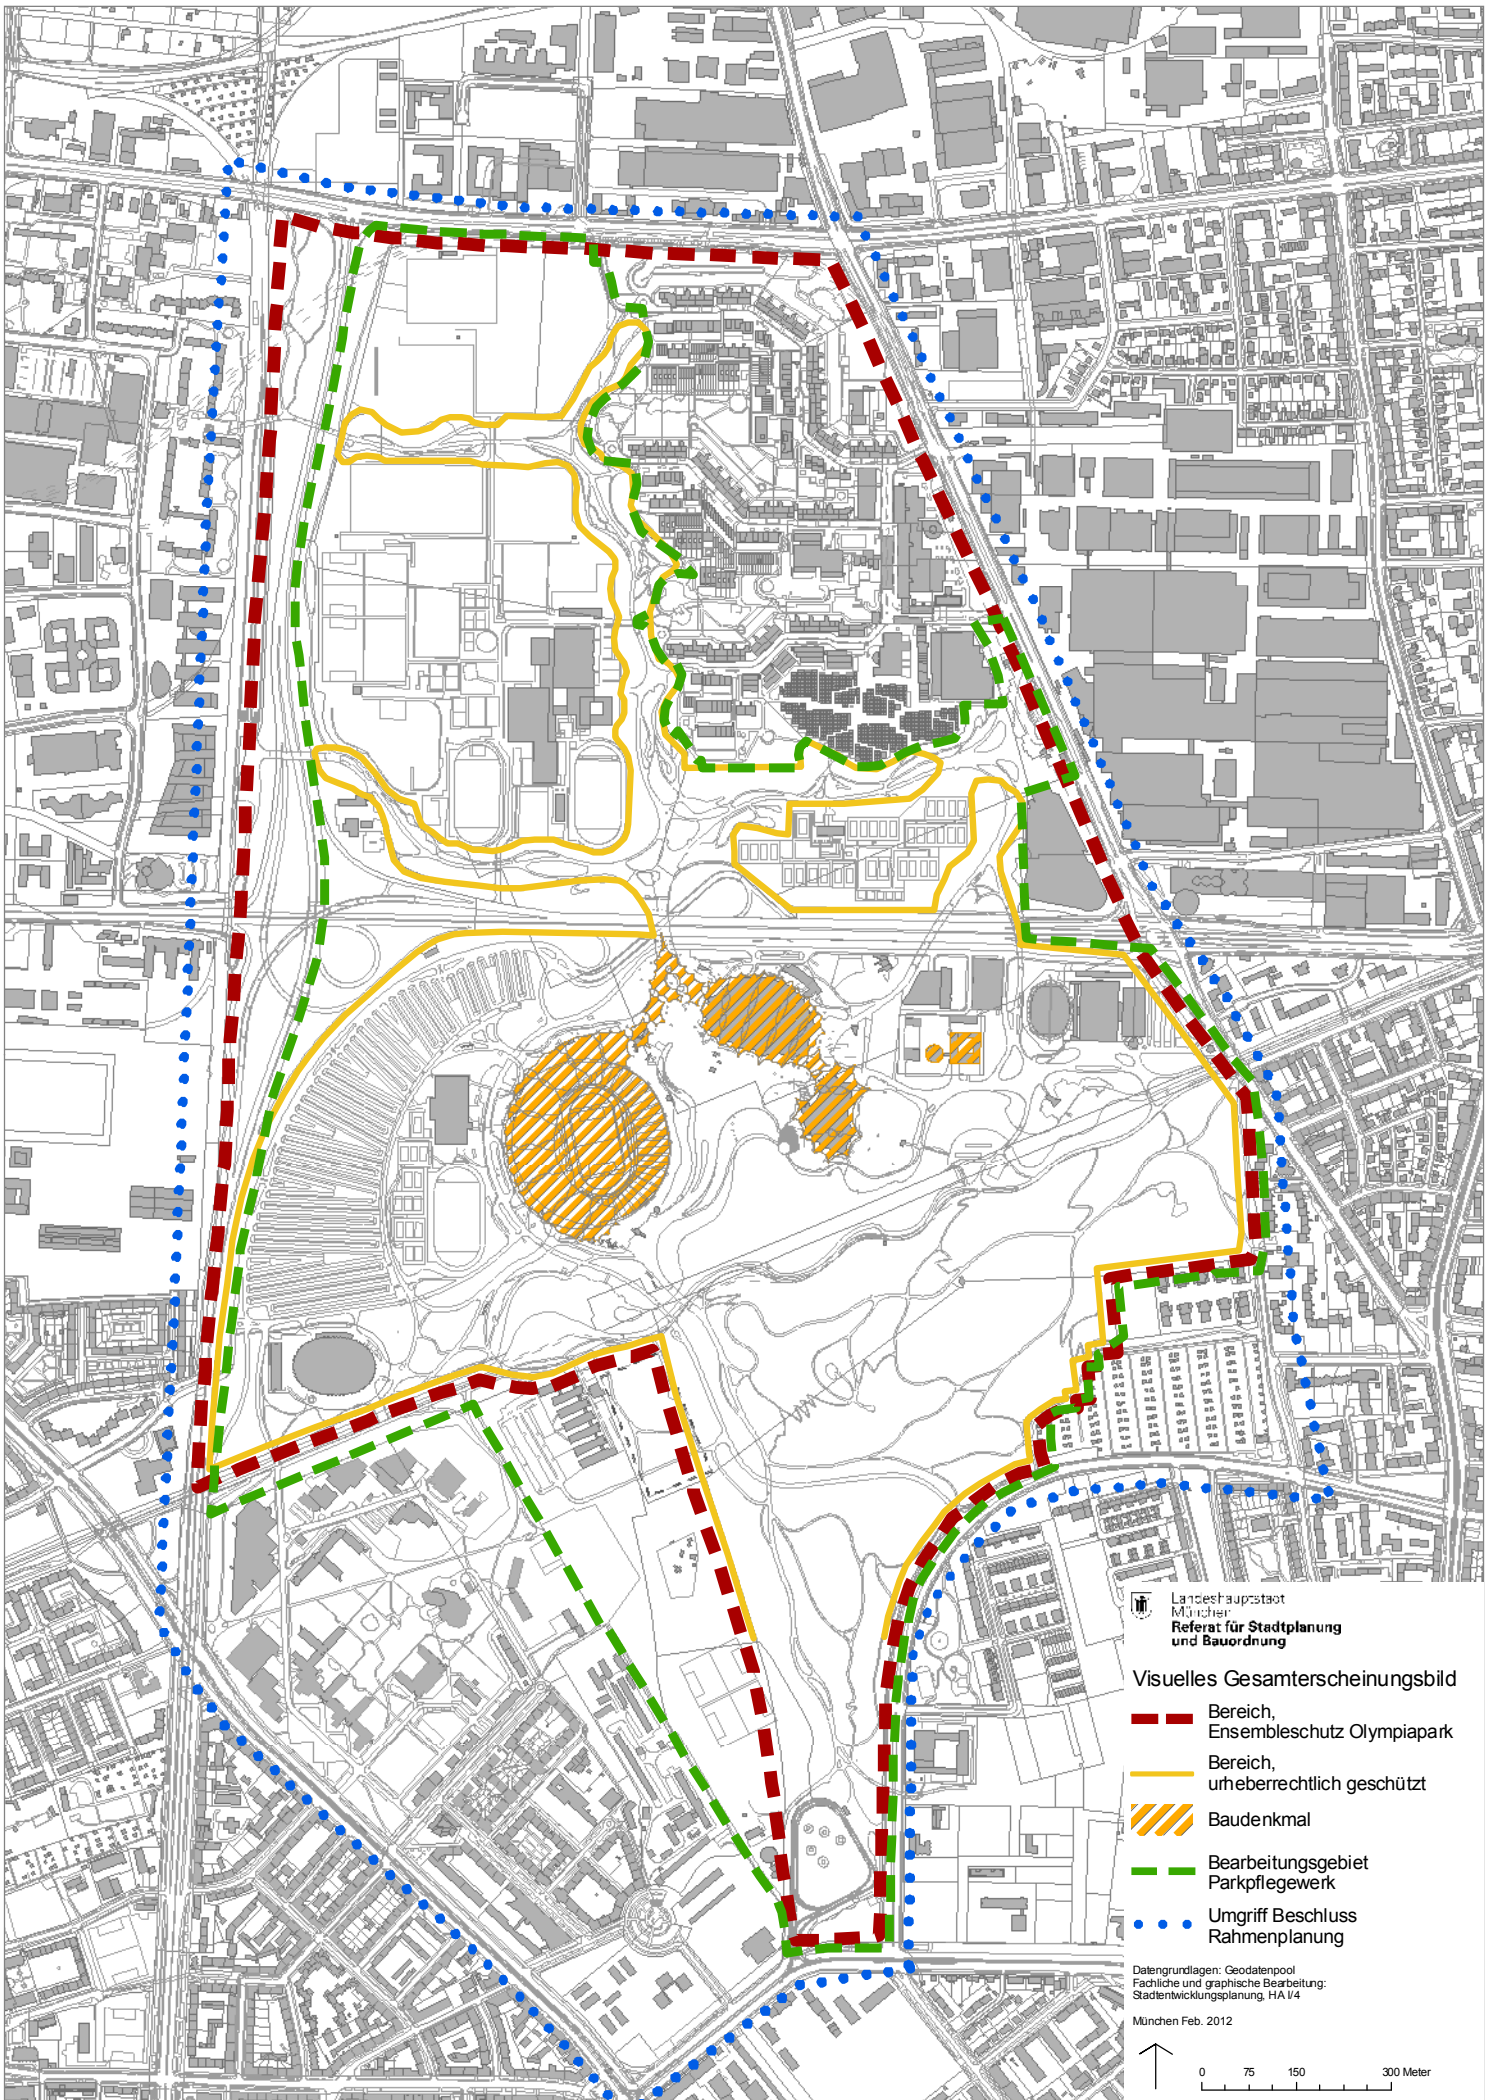 Landeshauptstadt
München
Referat für Stadtplanung
und Bauordnung
Visuelles Gesamterscheinungsbild
Bereich,
Ensembleschutz Olympiapark
Bereich,
urheberrechtlich geschützt
Baudenkmal
Bearbeitungsgebiet
Parkpflegewerk
Umgriff Beschluss
Rahmenplanung
Datengrundlagen: Geodatenpool
Fachliche und graphische Bearbeitung:
Stadtentwicklungsplanung, HA I/4
München Feb. 2012
0 75 150 300 Meter